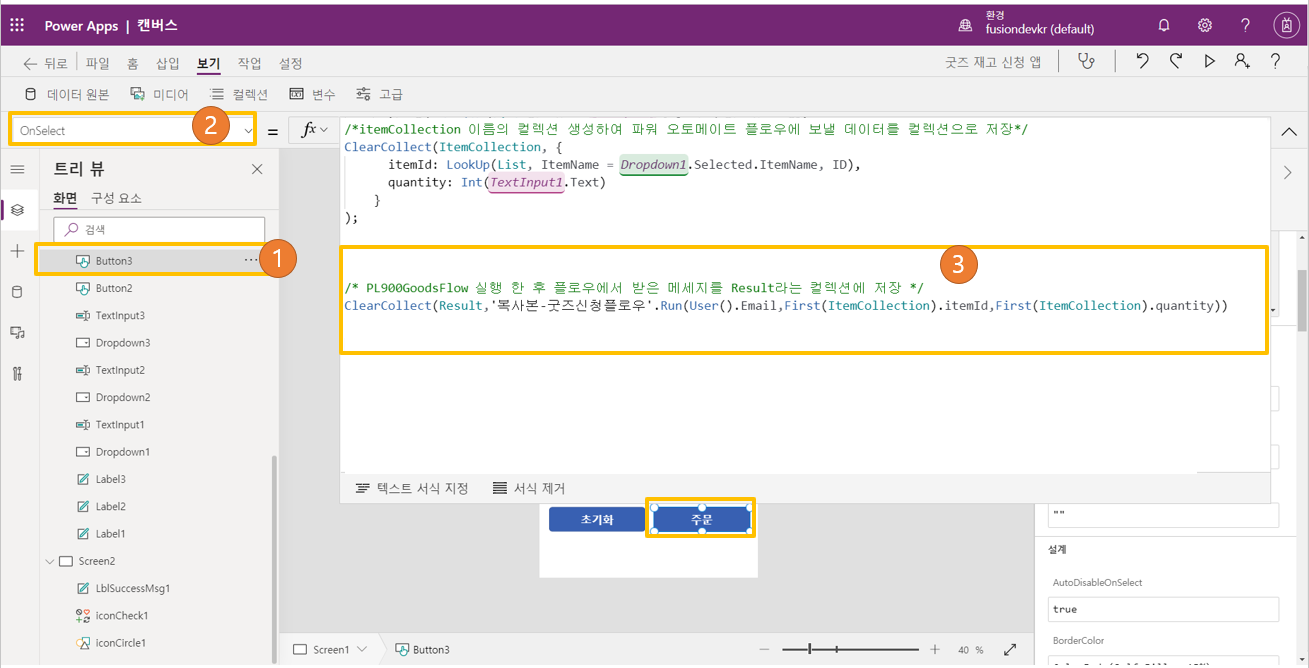 Power Apps | 캔버스
환경
fusiondevkr (default)
뒤로 파일 홈 삽입 보기 작업 설정
굿즈 재고 신청 앱
데이터 원본 미디어 컬렉션 변수 고급
OnSelect
2
= fx
/*itemCollection 이름의 컬렉션 생성하여 파워 오토메이트 플로우에 보낼 데이터를 컬렉션으로 저장*/
ClearCollect(ItemCollection, {
itemId: LookUp(List, ItemName = Dropdown1.Selected.ItemName, ID),
quantity: Int(TextInput1.Text)
}
);
3
/* PL900GoodsFlow 실행 한 후 플로우에서 받은 메세지를 Result라는 컬렉션에 저장 */
ClearCollect(Result,'복사본-굿즈신청플로우'.Run(User().Email,First(ItemCollection).itemId,First(ItemCollection).quantity))
텍스트 서식 지정 서식 제거
트리 뷰
화면 구성 요소
검색
Button3 ...
1
Button2
TextInput3
Dropdown3
TextInput2
Dropdown2
TextInput1
Dropdown1
Label3
Label2
Label1
Screen2
LblSuccessMsg1
iconCheck1
iconCircle1
초기화 주문
""
설계
AutoDisableOnSelect
true
BorderColor
Screen1 Button3
40 %